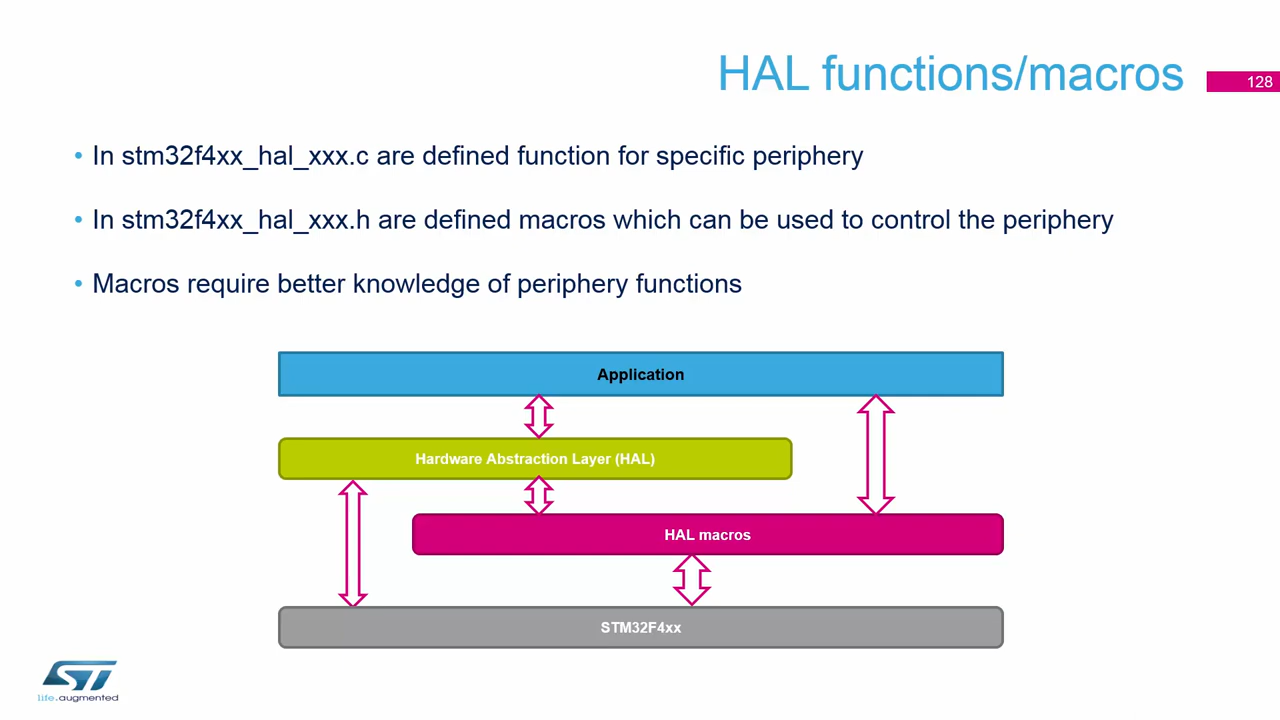 HAL functions/macros
128
• In stm32f4xx_hal_xxx.c are defined function for specific periphery
• In stm32f4xx_hal_xxx.h are defined macros which can be used to control the periphery
• Macros require better knowledge of periphery functions
Application
Hardware Abstraction Layer (HAL)
HAL macros
STM32F4xx
ST
life.augmented